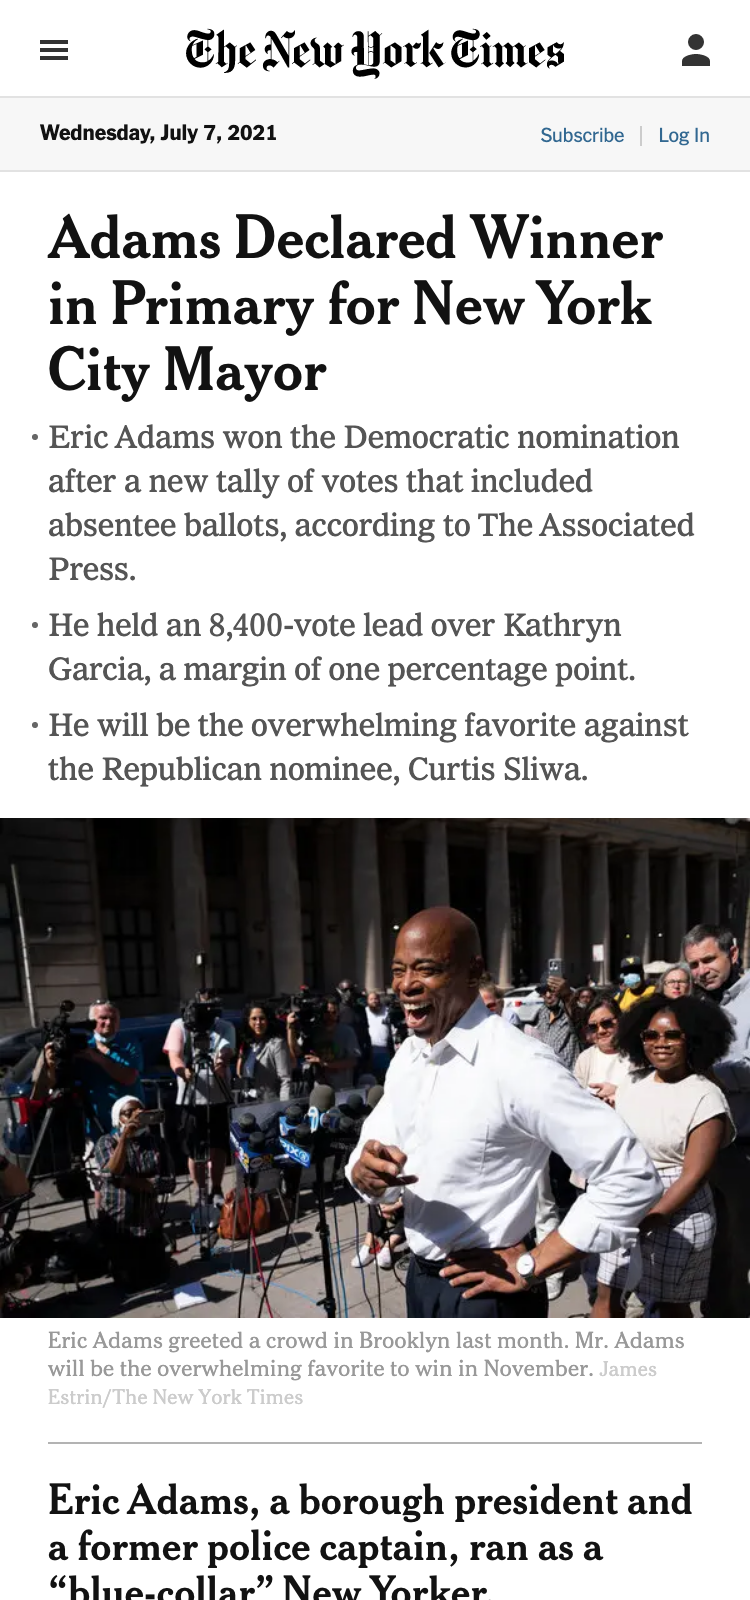 The New York Times
Wednesday, July 7, 2021
Subscribe | Log In
Adams Declared Winner
in Primary for New York
City Mayor
• Eric Adams won the Democratic nomination
after a new tally of votes that included
absentee ballots, according to The Associated
Press.
• He held an 8,400-vote lead over Kathryn
Garcia, a margin of one percentage point.
• He will be the overwhelming favorite against
the Republican nominee, Curtis Sliwa.
PIX
Eric Adams greeted a crowd in Brooklyn last month. Mr. Adams
will be the overwhelming favorite to win in November. James
Estrin/The New York Times
Eric Adams, a borough president and
a former police captain, ran as a
“blue-collar” New Yorker.